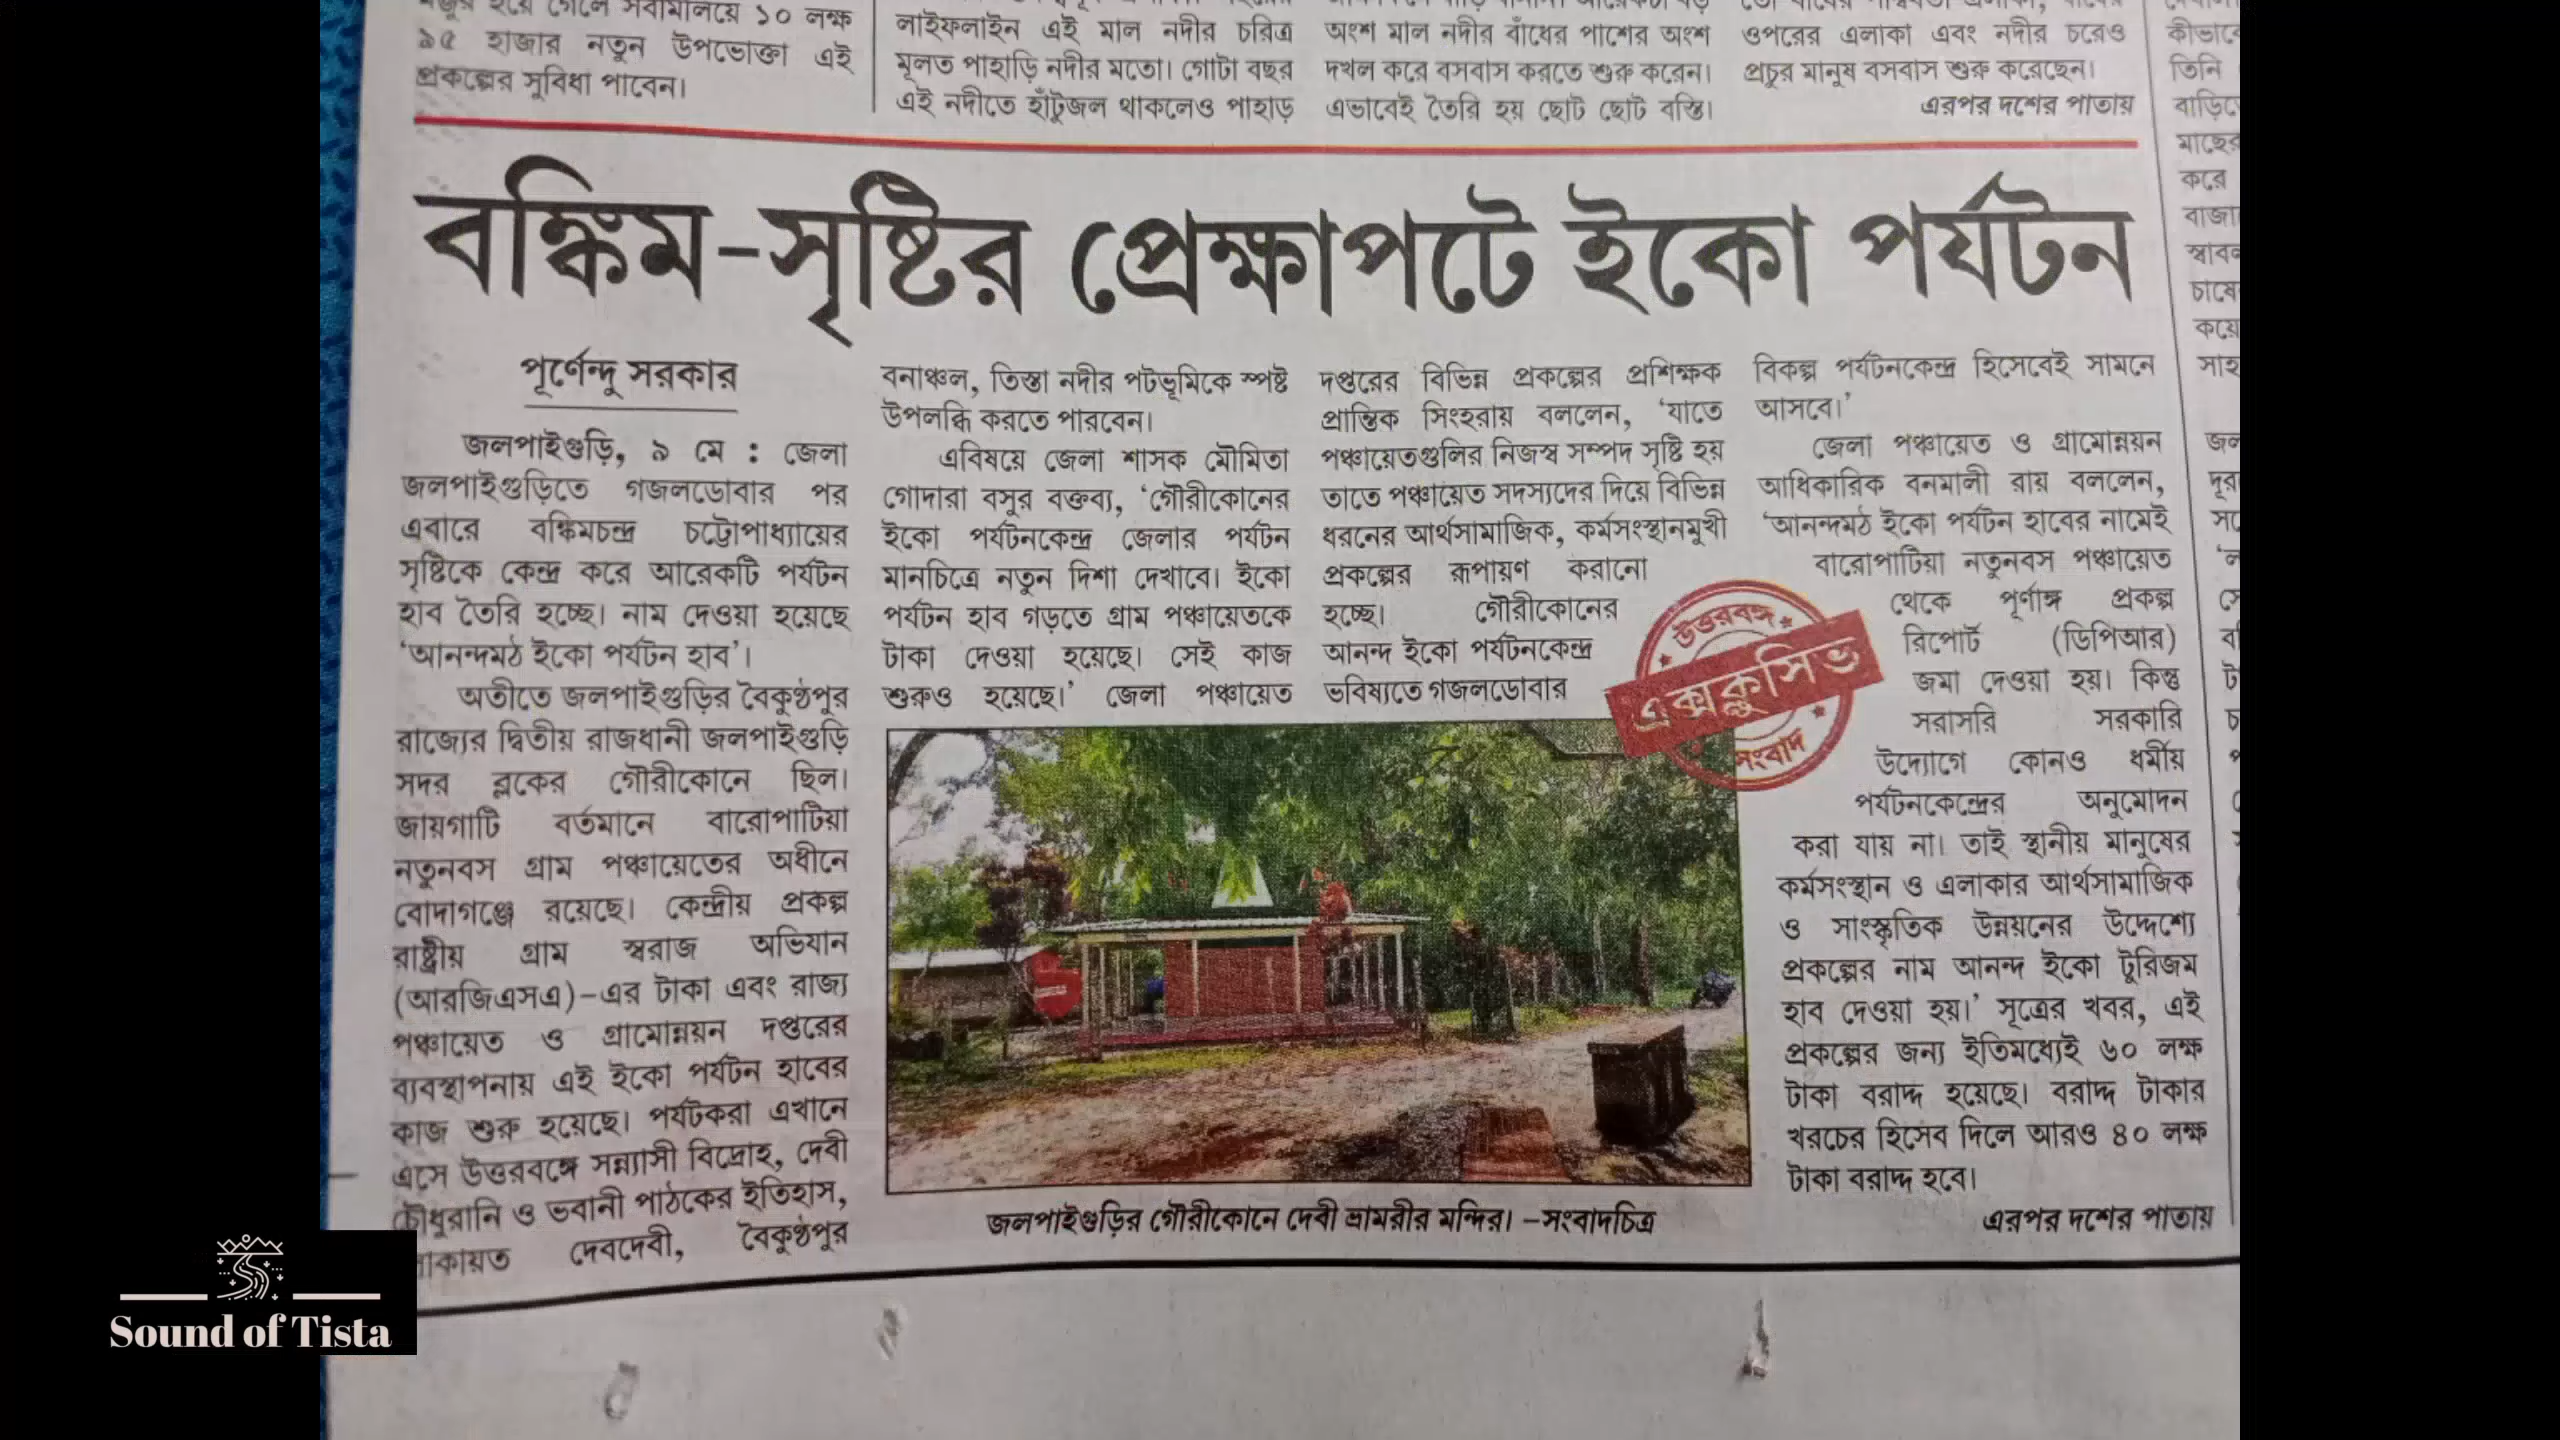 ১৫ হাজার নতুন উপভোক্তা এই
প্রকল্পের সুবিধা পাবেন।
লাইফলাইন এই মাল নদীর চরিত্র
মূলত পাহাড়ি নদীর মতো। গোটা বছর
এই নদীতে হাঁটুজল থাকলেও পাহাড়
অংশ মাল নদীর বাঁধের পাশের অংশ
দখল করে বসবাস করতে শুরু করেন।
এভাবেই তৈরি হয় ছোট ছোট বস্তি।
ওপরের এলাকা এবং নদীর চরেও
প্রচুর মানুষ বসবাস শুরু করেছেন।
এরপর দশের পাতায়
বঙ্কিম-সৃষ্টির প্রেক্ষাপটে ইকো পর্যটন
পূর্ণেন্দু সরকার
জলপাইগুড়ি, ৯ মে : জেলা
জলপাইগুড়িতে গজলডোবার পর
এবারে বঙ্কিমচন্দ্র চট্টোপাধ্যায়ের
সৃষ্টিকে কেন্দ্র করে আরেকটি পর্যটন
হাব তৈরি হচ্ছে। নাম দেওয়া হয়েছে
‘আনন্দমঠ ইকো পর্যটন হাব’।
অতীতে জলপাইগুড়ির বৈকুণ্ঠপুর
রাজ্যের দ্বিতীয় রাজধানী জলপাইগুড়ি
সদর ব্লকের গৌরীকোনে ছিল।
জায়গাটি বর্তমানে বারোপাটিয়া
নতুনবস গ্রাম পঞ্চায়েতের অধীনে
বোদাগঞ্জে রয়েছে। কেন্দ্রীয় প্রকল্প
রাষ্ট্রীয় গ্রাম স্বরাজ অভিযান
(আরজিএসএ)-এর টাকা এবং রাজ্য
পঞ্চায়েত ও গ্রামোন্নয়ন দপ্তরের
ব্যবস্থাপনায় এই ইকো পর্যটন হাবের
কাজ শুরু হয়েছে। পর্যটকরা এখানে
এসে উত্তরবঙ্গে সন্ন্যাসী বিদ্রোহ, দেবী
চৌধুরানি ও ভবানী পাঠকের ইতিহাস,
দেবদেবী, বৈকুণ্ঠপুর
বনাঞ্চল, তিস্তা নদীর পটভূমিকে স্পষ্ট
উপলব্ধি করতে পারবেন।
এবিষয়ে জেলা শাসক মৌমিতা
গোদারা বসুর বক্তব্য, ‘গৌরীকোনের
ইকো পর্যটনকেন্দ্র জেলার পর্যটন
মানচিত্রে নতুন দিশা দেখাবে। ইকো
পর্যটন হাব গড়তে গ্রাম পঞ্চায়েতকে
টাকা দেওয়া হয়েছে। সেই কাজ
শুরুও হয়েছে।’ জেলা পঞ্চায়েত
দপ্তরের বিভিন্ন প্রকল্পের প্রশিক্ষক
প্রান্তিক সিংহরায় বললেন, ‘যাতে
পঞ্চায়েতগুলির নিজস্ব সম্পদ সৃষ্টি হয়
তাতে পঞ্চায়েত সদস্যদের দিয়ে বিভিন্ন
ধরনের আর্থসামাজিক, কর্মসংস্থানমুখী
প্রকল্পের রূপায়ণ করানো
হচ্ছে। গৌরীকোনের
আনন্দ ইকো পর্যটনকেন্দ্র
ভবিষ্যতে গজলডোবার
বিকল্প পর্যটনকেন্দ্র হিসেবেই সামনে
আসবে।’
জেলা পঞ্চায়েত ও গ্রামোন্নয়ন
আধিকারিক বনমালী রায় বললেন,
‘আনন্দমঠ ইকো পর্যটন হাবের নামেই
বারোপাটিয়া নতুনবস পঞ্চায়েত
থেকে পূর্ণাঙ্গ প্রকল্প
রিপোর্ট (ডিপিআর)
জমা দেওয়া হয়। কিন্তু
সরাসরি সরকারি
উদ্যোগে কোনও ধর্মীয়
পর্যটনকেন্দ্রের অনুমোদন
করা যায় না। তাই স্থানীয় মানুষের
কর্মসংস্থান ও এলাকার আর্থসামাজিক
ও সাংস্কৃতিক উন্নয়নের উদ্দেশ্যে
প্রকল্পের নাম আনন্দ ইকো টুরিজম
হাব দেওয়া হয়।’ সূত্রের খবর, এই
প্রকল্পের জন্য ইতিমধ্যেই ৬০ লক্ষ
টাকা বরাদ্দ হয়েছে। বরাদ্দ টাকার
খরচের হিসেব দিলে আরও ৪০ লক্ষ
টাকা বরাদ্দ হবে।
এরপর দশের পাতায়
উত্তরবঙ্গ
এক্সক্লুসিভ
সংবাদ
জলপাইগুড়ির গৌরীকোনে দেবী ভ্রামরীর মন্দির। -সংবাদচিত্র
তিনি
করে
Sound of Tista